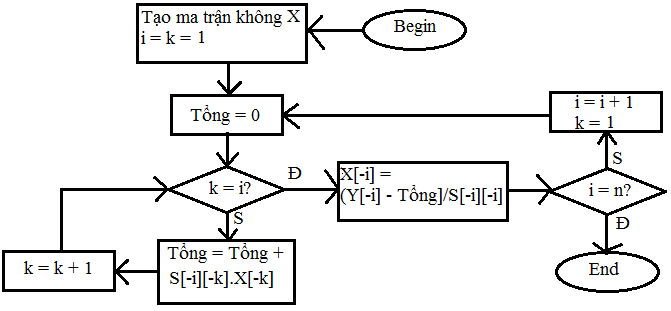 Tạo ma trận không X
i = k = 1
Begin
Tổng = 0
i = i + 1
k = 1
k = i?
Đ
S
X[-i] =
(Y[-i] - Tổng]/S[-i][-i]
i = n?
S
Đ
k = k + 1
Tổng = Tổng +
S[-i][-k].X[-k]
End